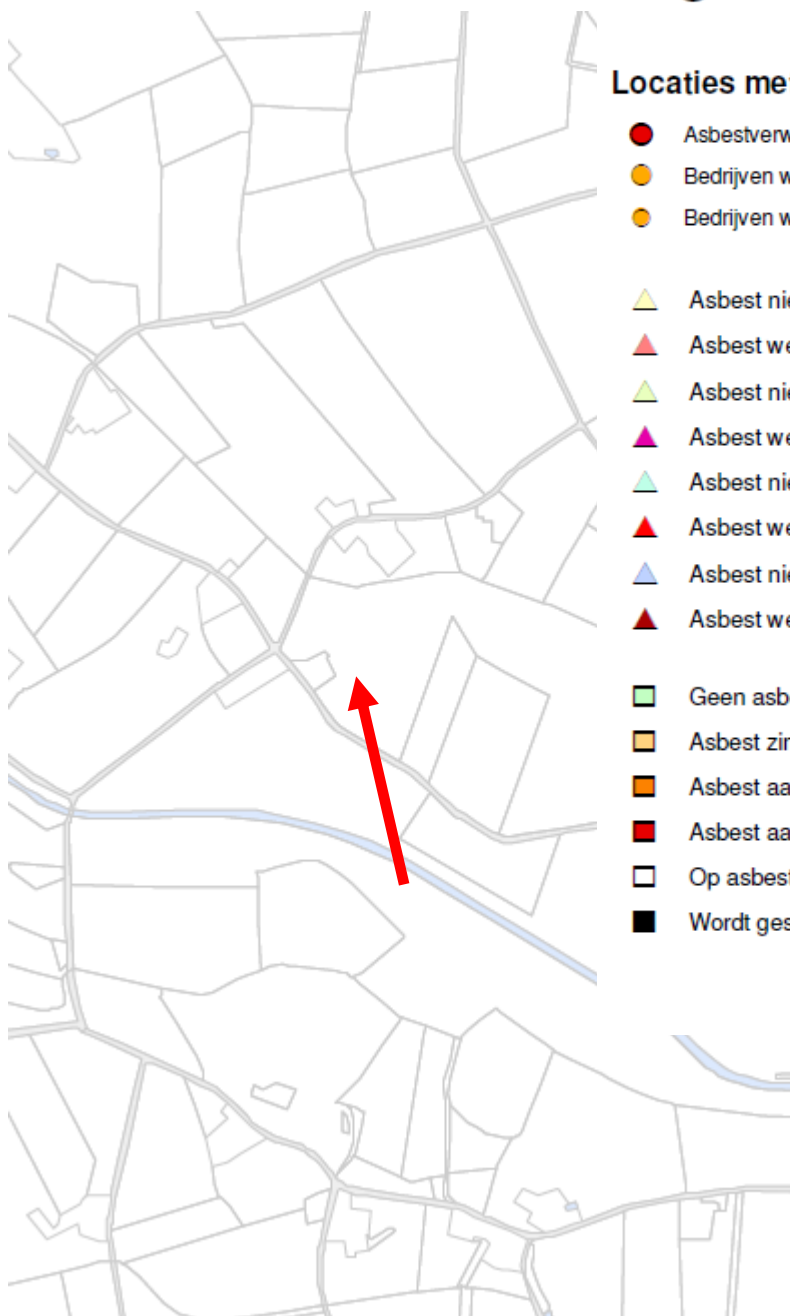 Locaties me
Asbestverw
Bedrijven w
Bedrijven w
Asbest nie
Asbest we
Asbest nie
Asbest we
Asbest nie
Asbest we
Asbest nie
Asbest we
Geen asb
Asbest zi
Asbest aa
Asbest aa
Op asbest
Wordt ges